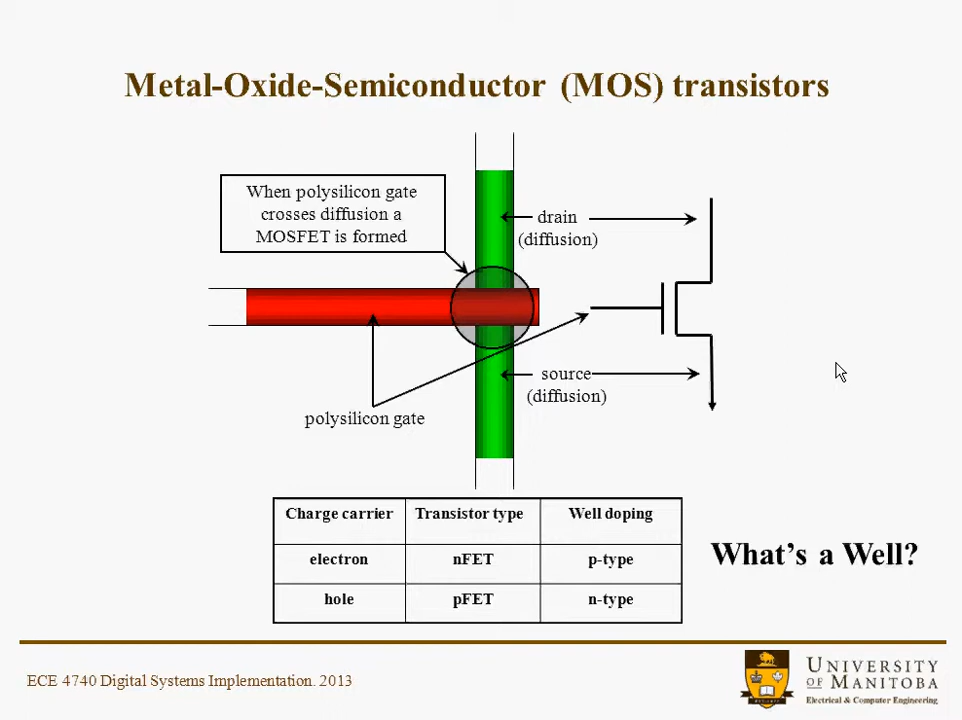 Metal-Oxide-Semiconductor (MOS) transistors
When polysilicon gate
crosses diffusion a
MOSFET is formed
drain
(diffusion)
source
(diffusion)
polysilicon gate
Charge carrier Transistor type Well doping
electron nFET p-type
hole pFET n-type
What's a Well?
ECE 4740 Digital Systems Implementation. 2013
UNIVERSITY
OF MANITOBA
Electrical & Computer Engineering